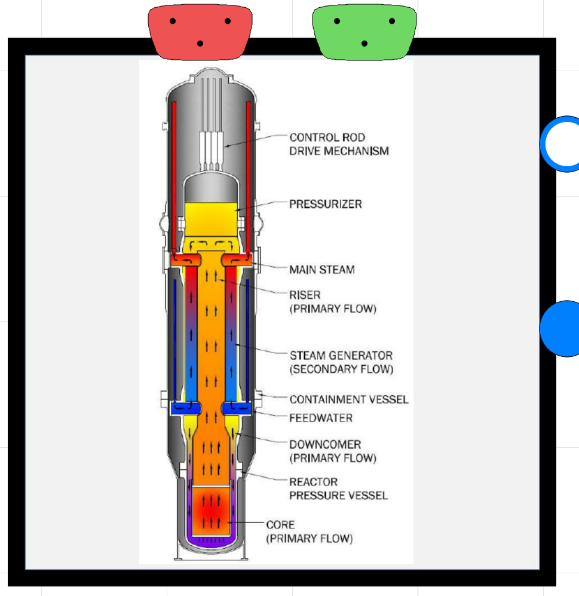 CONTROL ROD
DRIVE MECHANISM
PRESSURIZER
MAIN STEAM
RISER
(PRIMARY FLOW)
STEAM GENERATOR
(SECONDARY FLOW)
CONTAINMENT VESSEL
FEEDWATER
DOWNCOMER
(PRIMARY FLOW)
REACTOR
PRESSURE VESSEL
CORE
(PRIMARY FLOW)